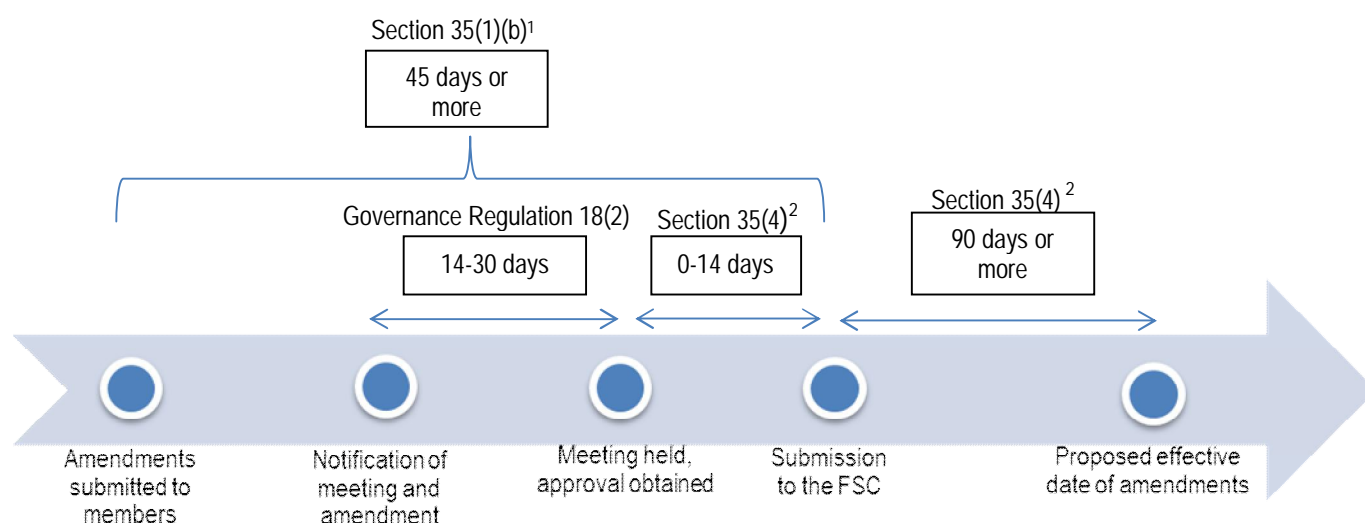 Section 35(1)(b)¹
45 days or
more
Governance Regulation 18(2)
14-30 days
Section 35(4)²
0-14 days
Section 35(4) ²
90 days or
more
Amendments
submitted to
members
Notification of
meeting and
amendment
Meeting held,
approval obtained
Submission
to the FSC
Proposed effective
date of amendments